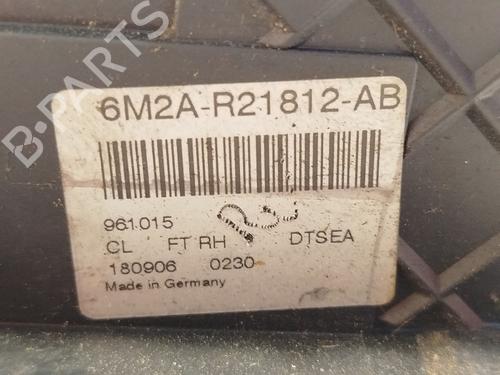 B-PARTS
6M2A-R21812-AB
961015
CL FT RH DTSEA
180906 0230
Made in Germany